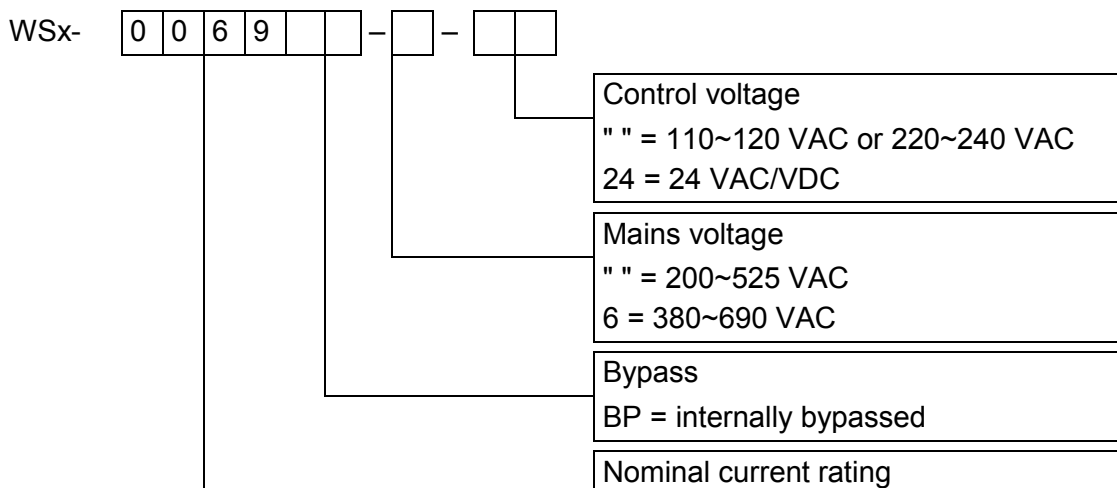 WSx- 0 0 6 9 – –
Control voltage
" " = 110~120 VAC or 220~240 VAC
24 = 24 VAC/VDC
Mains voltage
" " = 200~525 VAC
6 = 380~690 VAC
Bypass
BP = internally bypassed
Nominal current rating